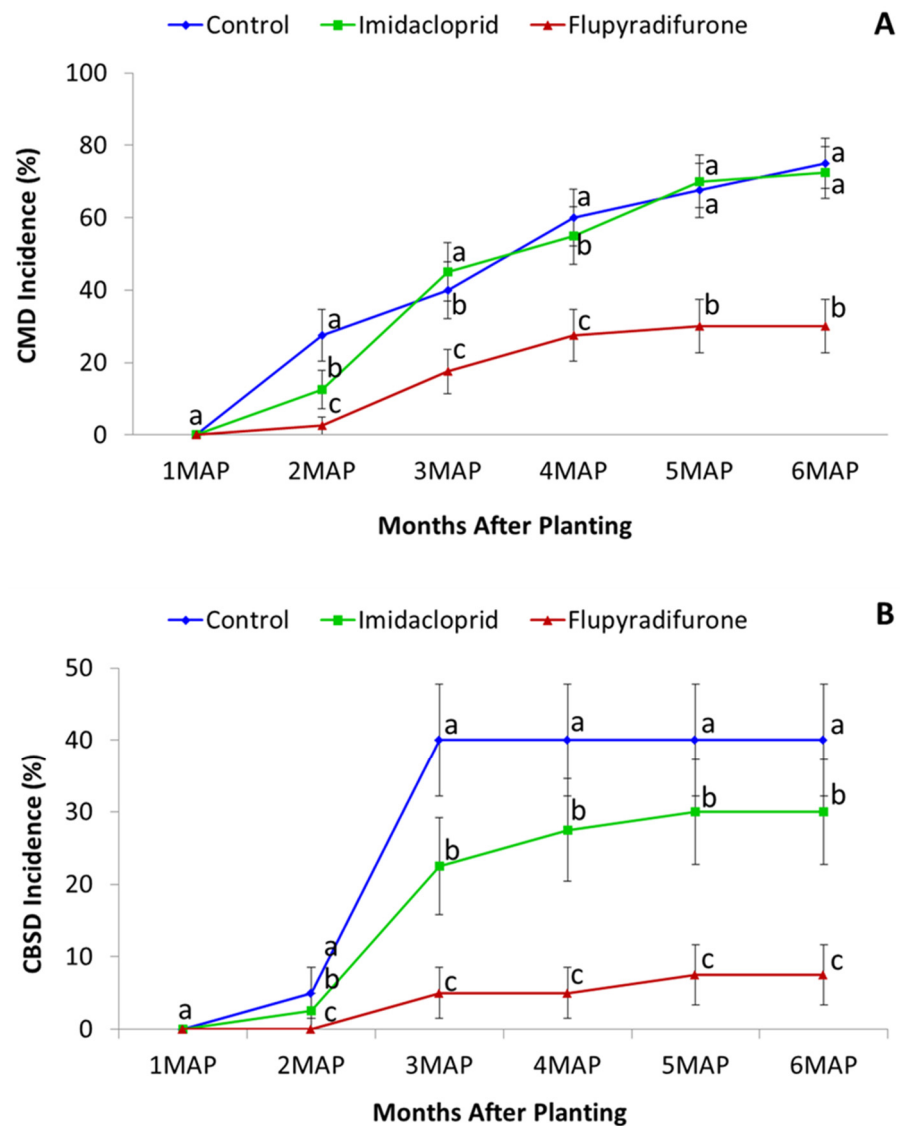 Control Imidacloprid Flupyradifurone A
100
80
60
40
20
0
CMD Incidence (%)
a
a
b
c
a
b
c
a
b
c
a
a
b
a
a
b
1MAP 2MAP 3MAP 4MAP 5MAP 6MAP
Months After Planting
Control Imidacloprid Flupyradifurone B
50
40
30
20
10
0
CBSD Incidence (%)
a
a
b
c
a
b
c
a
b
c
a
b
c
a
b
c
1MAP 2MAP 3MAP 4MAP 5MAP 6MAP
Months After Planting